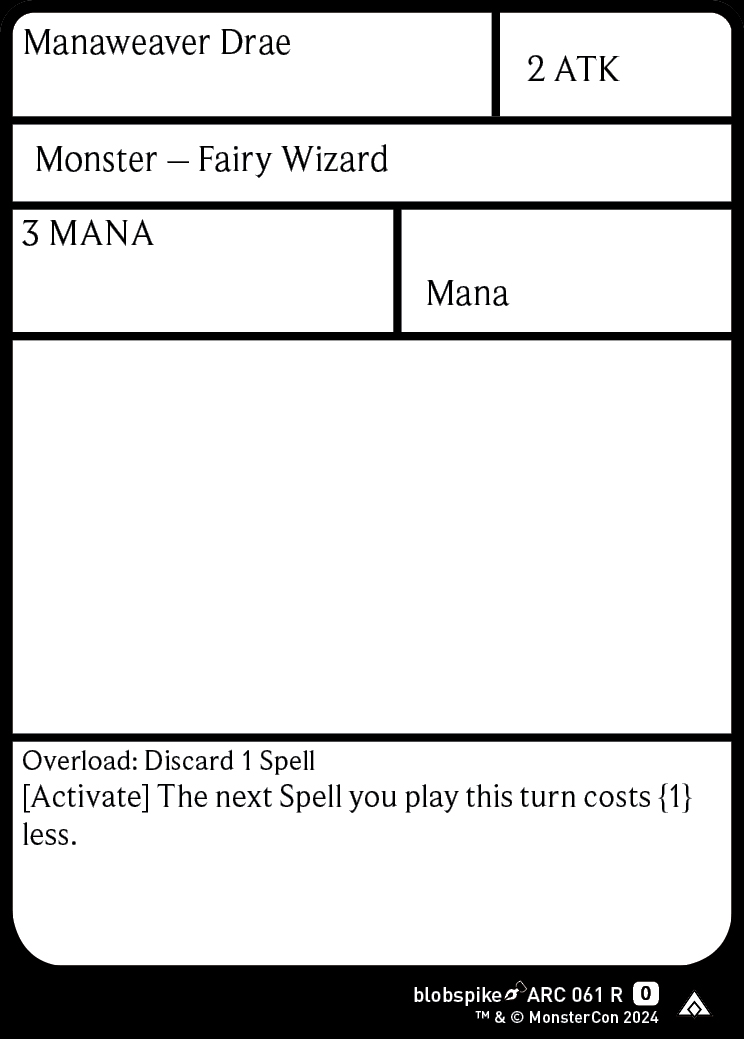 Manaweaver Drae
2 ATK
Monster – Fairy Wizard
3 MANA
Mana
Overload: Discard 1 Spell
[Activate] The next Spell you play this turn costs {1}
less.
blobspike ARC 061 R 0
™ & © MonsterCon 2024